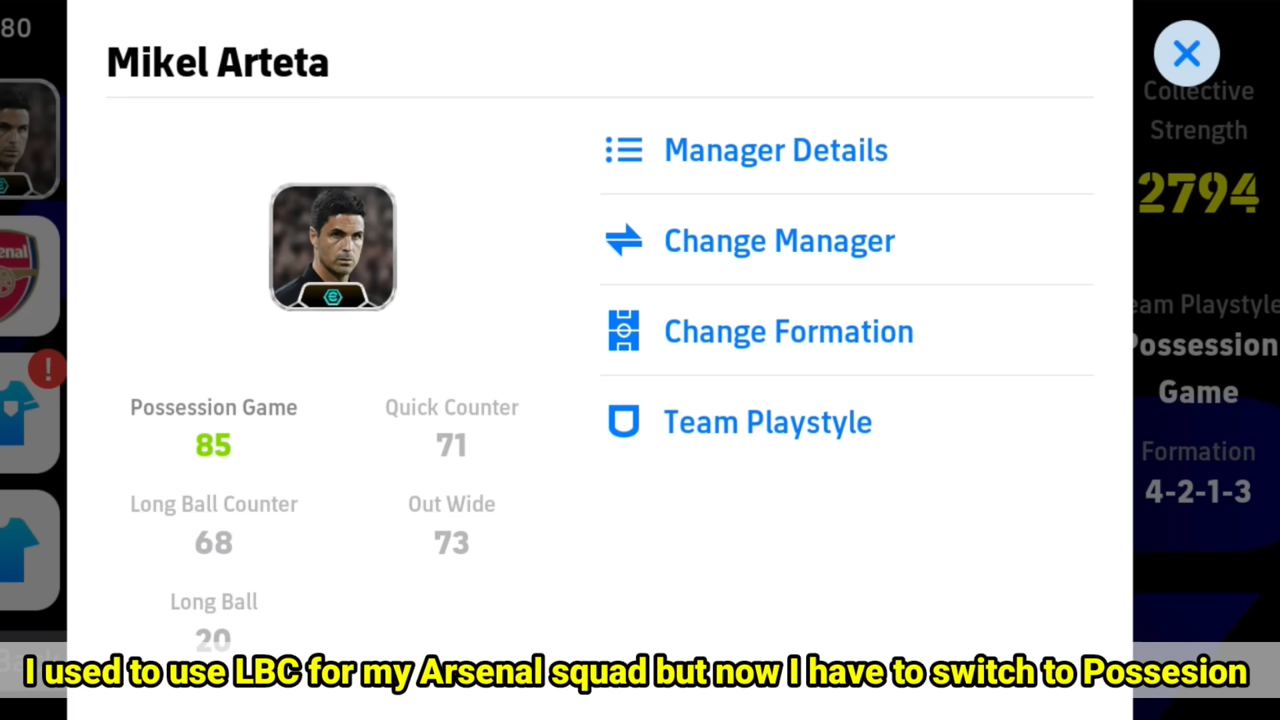 80
Mikel Arteta
Collective
Strength
2794
Manager Details
Change Manager
Change Formation
Team Playstyle
Possession Game
85
Quick Counter
71
Long Ball Counter
68
Out Wide
73
Long Ball
20
enal
!
eam Playstyle
Possession
Game
Formation
4-2-1-3
I used to use LBC for my Arsenal squad but now I have to switch to Possesion